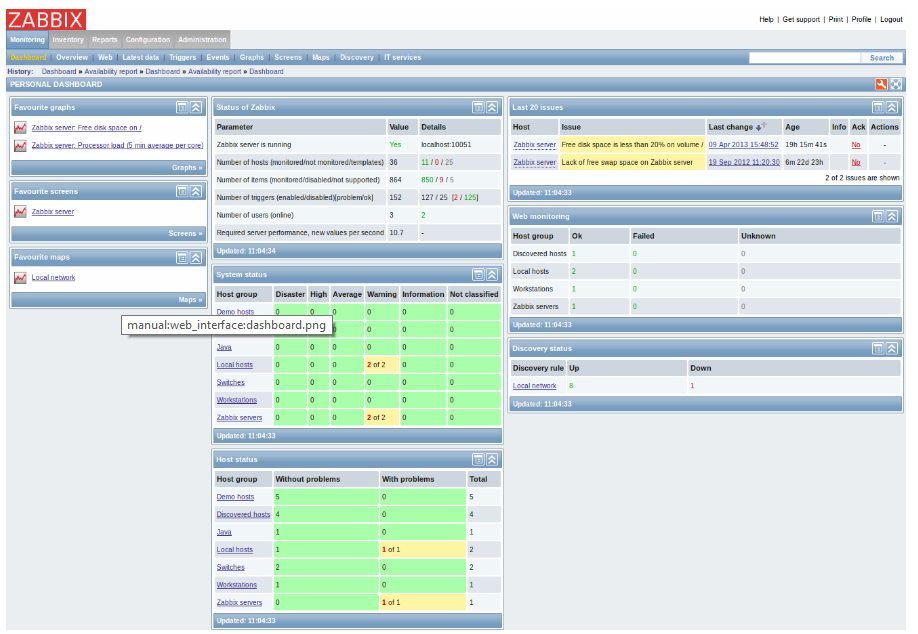 ZABBIX
Help | Get support | Print | Profile | Logout
Monitoring Inventory Reports Configuration Administration
Dashboard | Overview | Web | Latest data | Triggers | Events | Graphs | Screens | Maps | Discovery | IT services
Search
History: Dashboard » Availability report » Dashboard » Availability report » Dashboard
PERSONAL DASHBOARD
Favourite graphs
Zabbix server: Free disk space on /
Zabbix server: Processor load (5 min average per core)
Graphs »
Favourite screens
Zabbix server
Screens »
Favourite maps
Local network
Maps »
manual:web_interface:dashboard.png
Status of Zabbix
Parameter Value Details
Zabbix server is running Yes localhost:10051
Number of hosts (monitored/not monitored/templates) 36 11 / 0 / 25
Number of items (monitored/disabled/not supported) 864 850 / 9 / 5
Number of triggers (enabled/disabled)[problem/ok] 152 127 / 25 [2 / 125]
Number of users (online) 3 2
Required server performance, new values per second 10.7 -
Updated: 11:04:34
System status
Host group Disaster High Average Warning Information Not classified
Demo hosts 0 0 0 0 0 0
0 0 0 0
Java 0 0 0 0 0 0
Local hosts 0 0 0 2 of 2 0 0
Switches 0 0 0 0 0 0
Workstations 0 0 0 0 0 0
Zabbix servers 0 0 0 2 of 2 0 0
Updated: 11:04:33
Host status
Host group Without problems With problems Total
Demo hosts 5 0 5
Discovered hosts 4 0 4
Java 1 0 1
Local hosts 1 1 of 1 2
Switches 2 0 2
Workstations 1 0 1
Zabbix servers 0 1 of 1 1
Updated: 11:04:33
Last 20 issues
Host Issue Last change Age Info Ack Actions
Zabbix server Free disk space is less than 20% on volume / 09 Apr 2013 15:48:52 19h 15m 41s No -
Zabbix server Lack of free swap space on Zabbix server 19 Sep 2012 11:20:30 6m 22d 23h No -
2 of 2 issues are shown
Updated: 11:04:33
Web monitoring
Host group Ok Failed Unknown
Discovered hosts 1 0 0
Local hosts 2 0 0
Workstations 1 0 0
Zabbix servers 1 0 0
Updated: 11:04:33
Discovery status
Discovery rule Up Down
Local network 8 1
Updated: 11:04:33